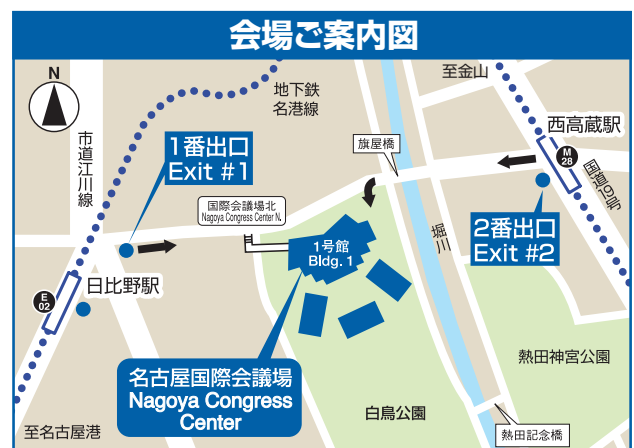 会場ご案内図
N
地下鉄
名港線
至金山
西高蔵駅
M
28
国道19号
市道江川線
1番出口
Exit #1
旗屋橋
国際会議場北
Nagoya Congress Center N.
1号館
Bldg. 1
堀川
2番出口
Exit #2
日比野駅
E
02
名古屋国際会議場
Nagoya Congress
Center
熱田神宮公園
白鳥公園
至名古屋港
熱田記念橋